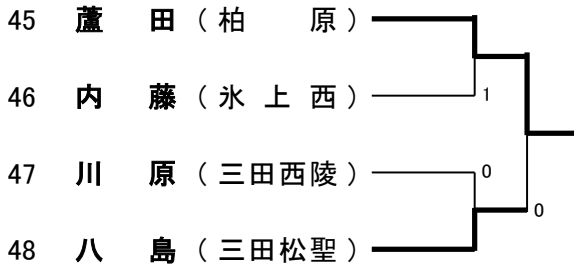 45 蘆 田 ( 柏 原 )
46 内 藤 ( 氷 上 西 ) 1
47 川 原 ( 三田西陵 ) 0
48 八 島 ( 三田松聖 ) 0